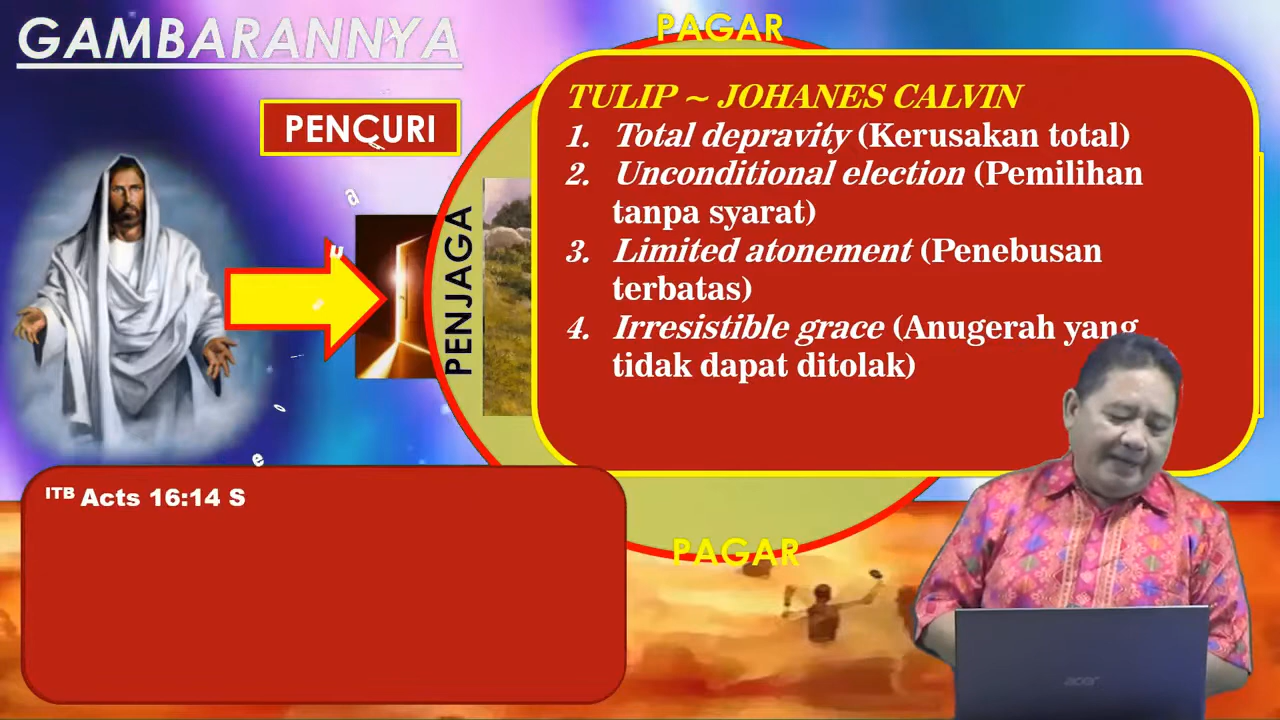 GAMBARANNYA
PAGAR
PENCURI
PENJAGA
TULIP ~ JOHANES CALVIN
1. Total depravity (Kerusakan total)
2. Unconditional election (Pemilihan
tanpa syarat)
3. Limited atonement (Penebusan
terbatas)
4. Irresistible grace (Anugerah yang
tidak dapat ditolak)
a
u
e
ITB Acts 16:14 S
PAGAR
acer